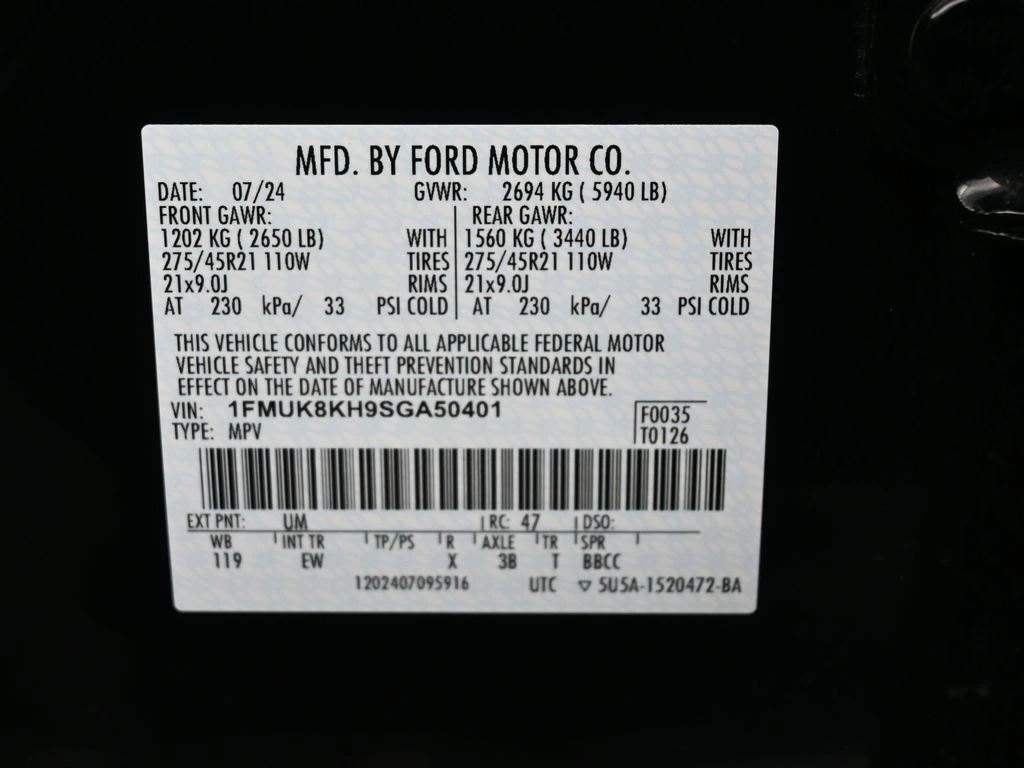 MFD. BY FORD MOTOR CO.
DATE: 07/24 GVWR: 2694 KG ( 5940 LB)
FRONT GAWR: REAR GAWR:
1202 KG ( 2650 LB) WITH 1560 KG ( 3440 LB) WITH
275/45R21 110W TIRES 275/45R21 110W TIRES
21x9.0J RIMS 21x9.0J RIMS
AT 230 kPa/ 33 PSI COLD AT 230 kPa/ 33 PSI COLD
THIS VEHICLE CONFORMS TO ALL APPLICABLE FEDERAL MOTOR
VEHICLE SAFETY AND THEFT PREVENTION STANDARDS IN
EFFECT ON THE DATE OF MANUFACTURE SHOWN ABOVE.
VIN: 1FMUK8KH9SGA50401 F0035
TYPE: MPV T0126
EXT PNT: UM RC: 47 DSO:
WB INT TR TP/PS R AXLE TR SPR
119 EW X 3B T BBCC
1202407095916 UTC ▽ SU5A-1520472-BA